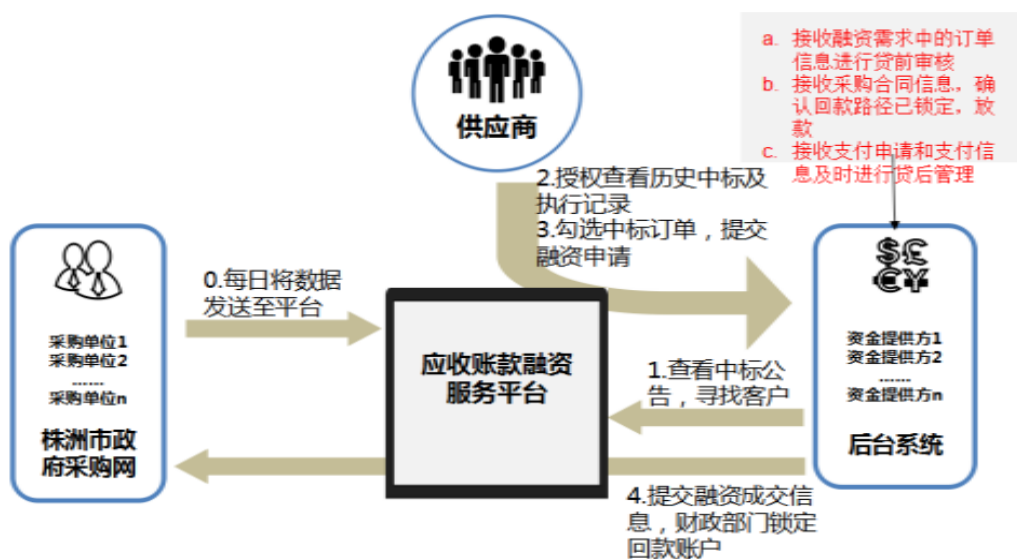 供应商
a. 接收融资需求中的订单
信息进行贷前审核
b. 接收采购合同信息，确
认回款路径已锁定，放
款
c. 接收支付申请和支付信
息及时进行贷后管理
2.授权查看历史中标及
执行记录
3.勾选中标订单，提交
融资申请
0.每日将数据
发送至平台
采购单位1
采购单位2
......
采购单位n
株洲市政
府采购网
应收账款融资
服务平台
1.查看中标公
告，寻找客户
$£
€¥
资金提供方1
资金提供方2
......
资金提供方n
后台系统
4.提交融资成交信
息，财政部门锁定
回款账户